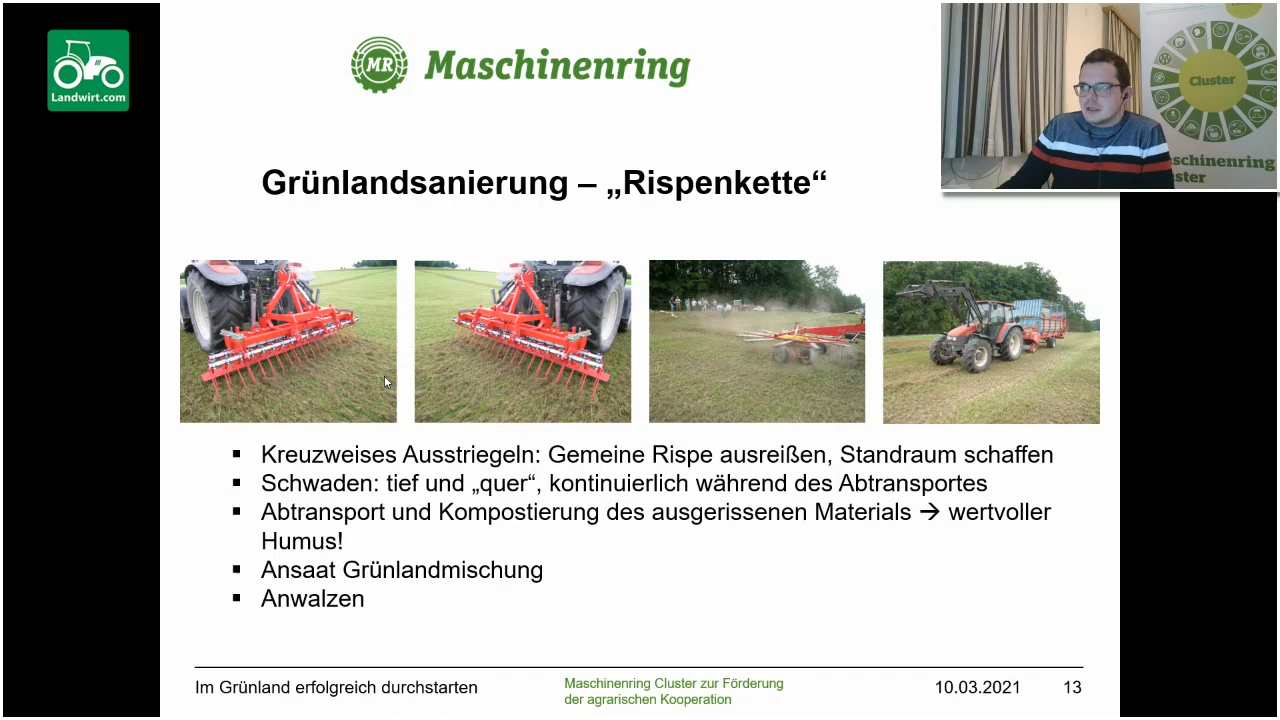 Landwirt.com
MR Maschinenring
Cluster
schinenring
ster
Grünlandsanierung – „Rispenkette“
▪ Kreuzweises Ausstriegeln: Gemeine Rispe ausreißen, Standraum schaffen
▪ Schwaden: tief und „quer“, kontinuierlich während des Abtransportes
▪ Abtransport und Kompostierung des ausgerissenen Materials → wertvoller
Humus!
▪ Ansaat Grünlandmischung
▪ Anwalzen
Im Grünland erfolgreich durchstarten
Maschinenring Cluster zur Förderung
der agrarischen Kooperation
10.03.2021
13